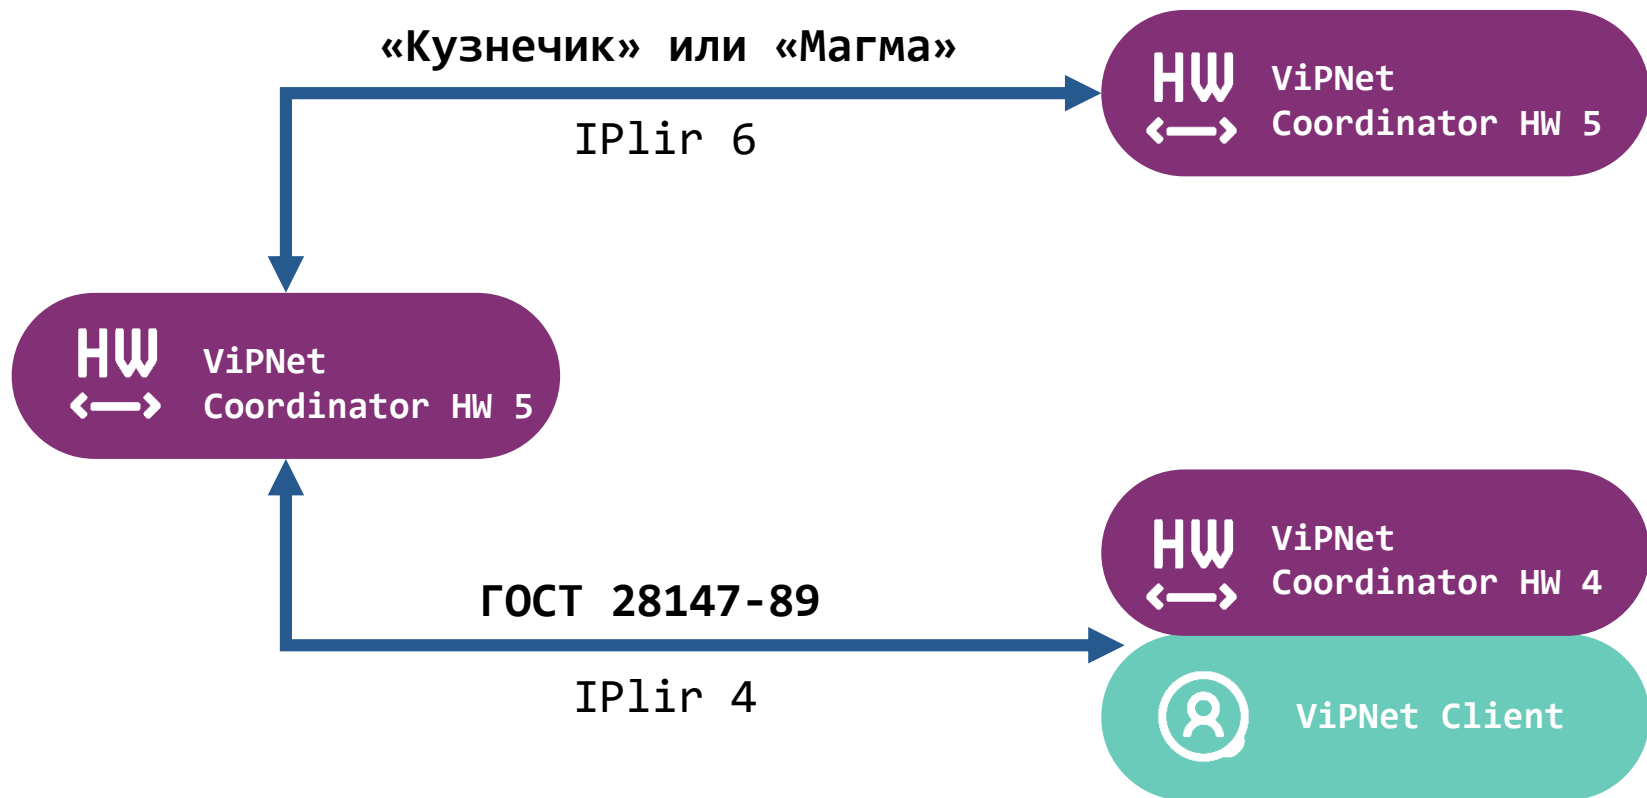 «Кузнечик» или «Магма»
IPlir 6
HW
ViPNet
Coordinator HW 5
HW
ViPNet
Coordinator HW 5
ГОСТ 28147-89
IPlir 4
HW
ViPNet
Coordinator HW 4
ViPNet Client